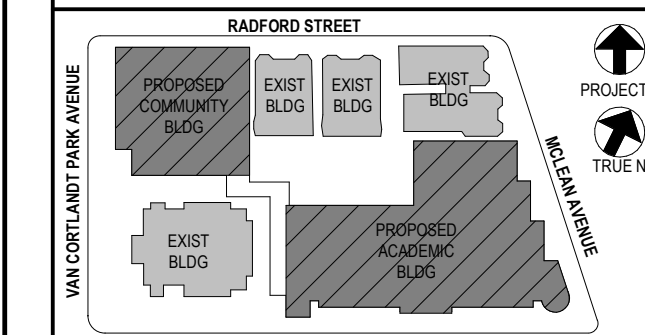 RADFORD STREET
VAN CORTLANDT PARK AVENUE
PROPOSED
COMMUNITY
BLDG
EXIST
BLDG
EXIST
BLDG
EXIST
BLDG
PROJECT
TRUE N
MCLEAN AVENUE
EXIST
BLDG
PROPOSED
ACADEMIC
BLDG